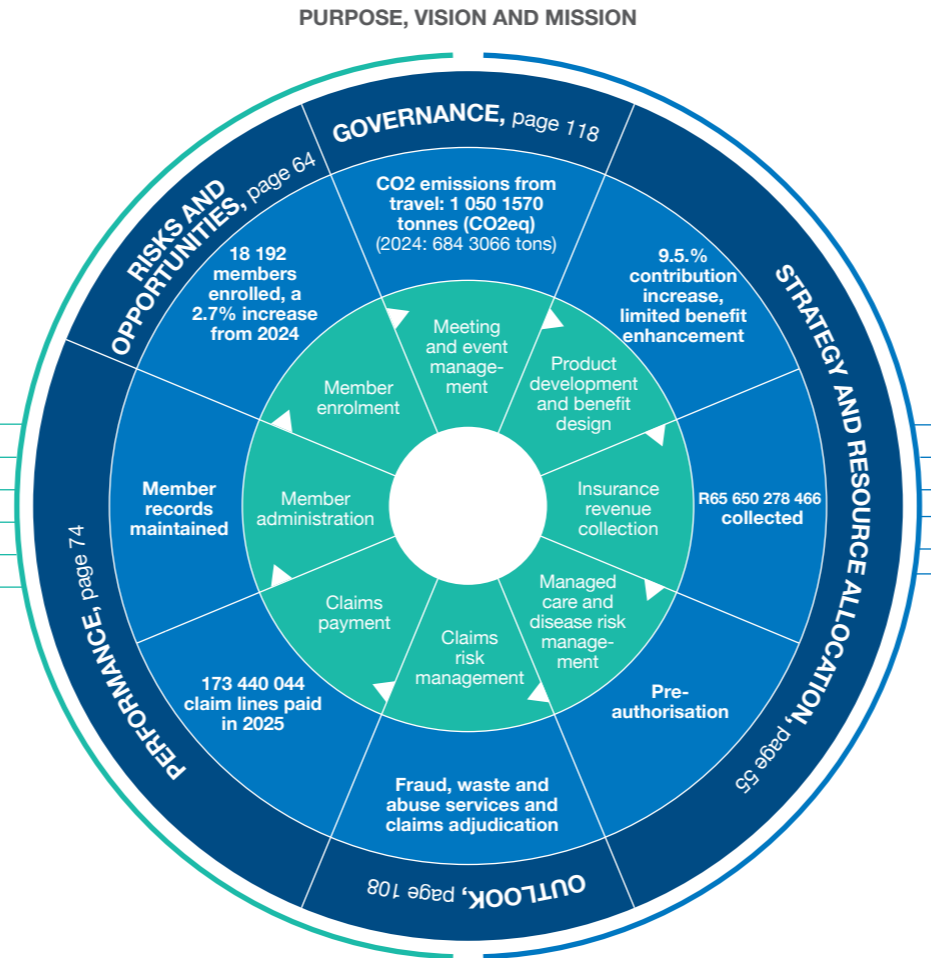 PURPOSE, VISION AND MISSION
GOVERNANCE, page 118
RISKS AND
OPPORTUNITIES, page 64
STRATEGY AND RESOURCE ALLOCATION, page 55
PERFORMANCE, page 74
OUTLOOK, page 108
CO2 emissions from
travel: 1 050 1570
tonnes (CO2eq)
(2024: 684 3066 tons)
9.5.%
contribution
increase,
limited benefit
enhancement
R65 650 278 466
collected
Pre-
authorisation
Fraud, waste and
abuse services and
claims adjudication
173 440 044
claim lines paid
in 2025
Member
records
maintained
18 192
members
enrolled, a
2.7% increase
from 2024
Meeting
and event
manage-
ment
Product
development
and benefit
design
Insurance
revenue
collection
Managed
care and
disease risk
manage-
ment
Claims
risk
management
Claims
payment
Member
administration
Member
enrolment